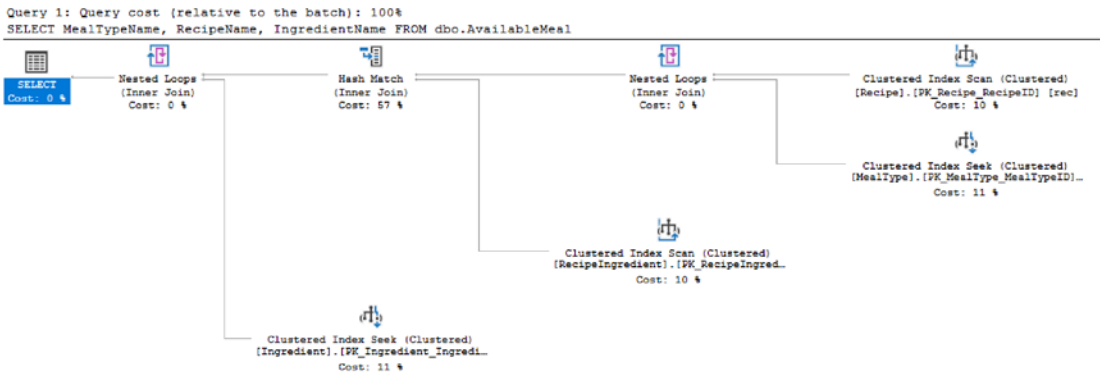 Query 1: Query cost (relative to the batch): 100%
SELECT MealTypeName, RecipeName, IngredientName FROM dbo.AvailableMeal
SELECT
Cost: 0 %
Nested Loops
(Inner Join)
Cost: 0 %
Hash Match
(Inner Join)
Cost: 57 %
Nested Loops
(Inner Join)
Cost: 0 %
Clustered Index Scan (Clustered)
[Recipe].[PK_Recipe_RecipeID] [rec]
Cost: 10 %
Clustered Index Seek (Clustered)
[MealType].[PK_MealType_MealTypeID]…
Cost: 11 %
Clustered Index Scan (Clustered)
[RecipeIngredient].[PK_RecipeIngred…
Cost: 10 %
Clustered Index Seek (Clustered)
[Ingredient].[PK_Ingredient_Ingredi…
Cost: 11 %